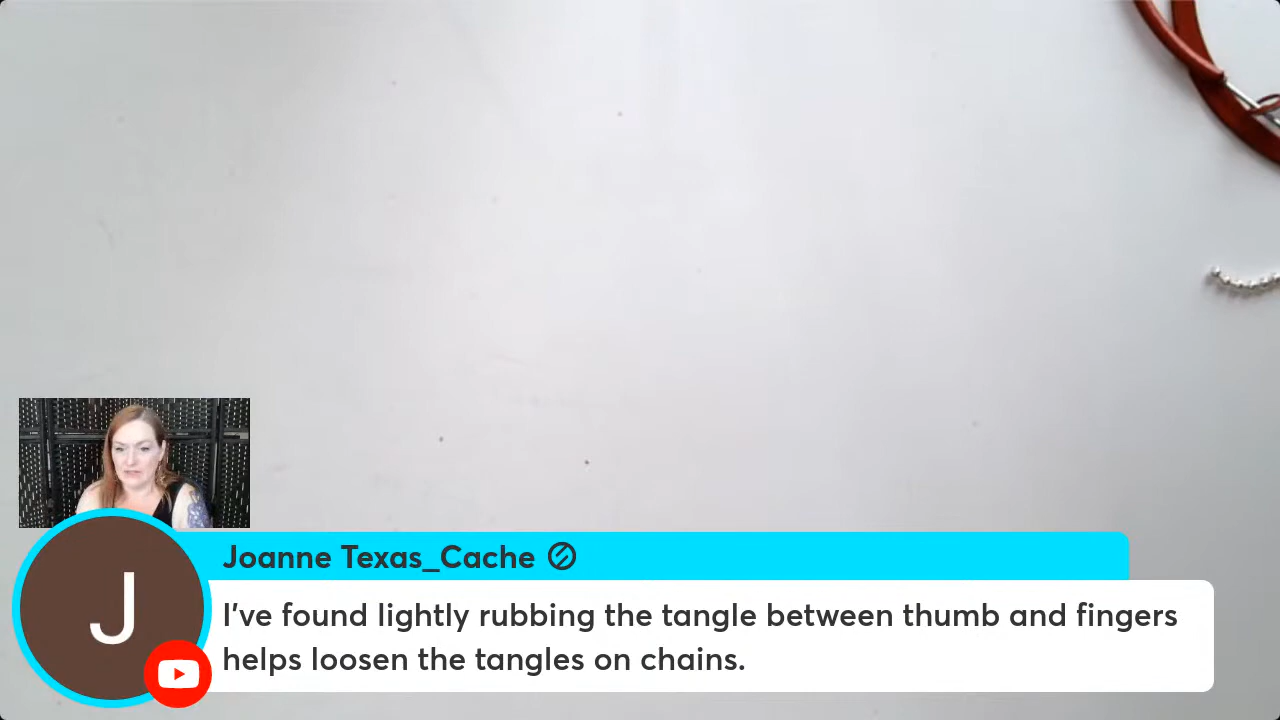 Joanne Texas_Cache
J
I've found lightly rubbing the tangle between thumb and fingers
helps loosen the tangles on chains.